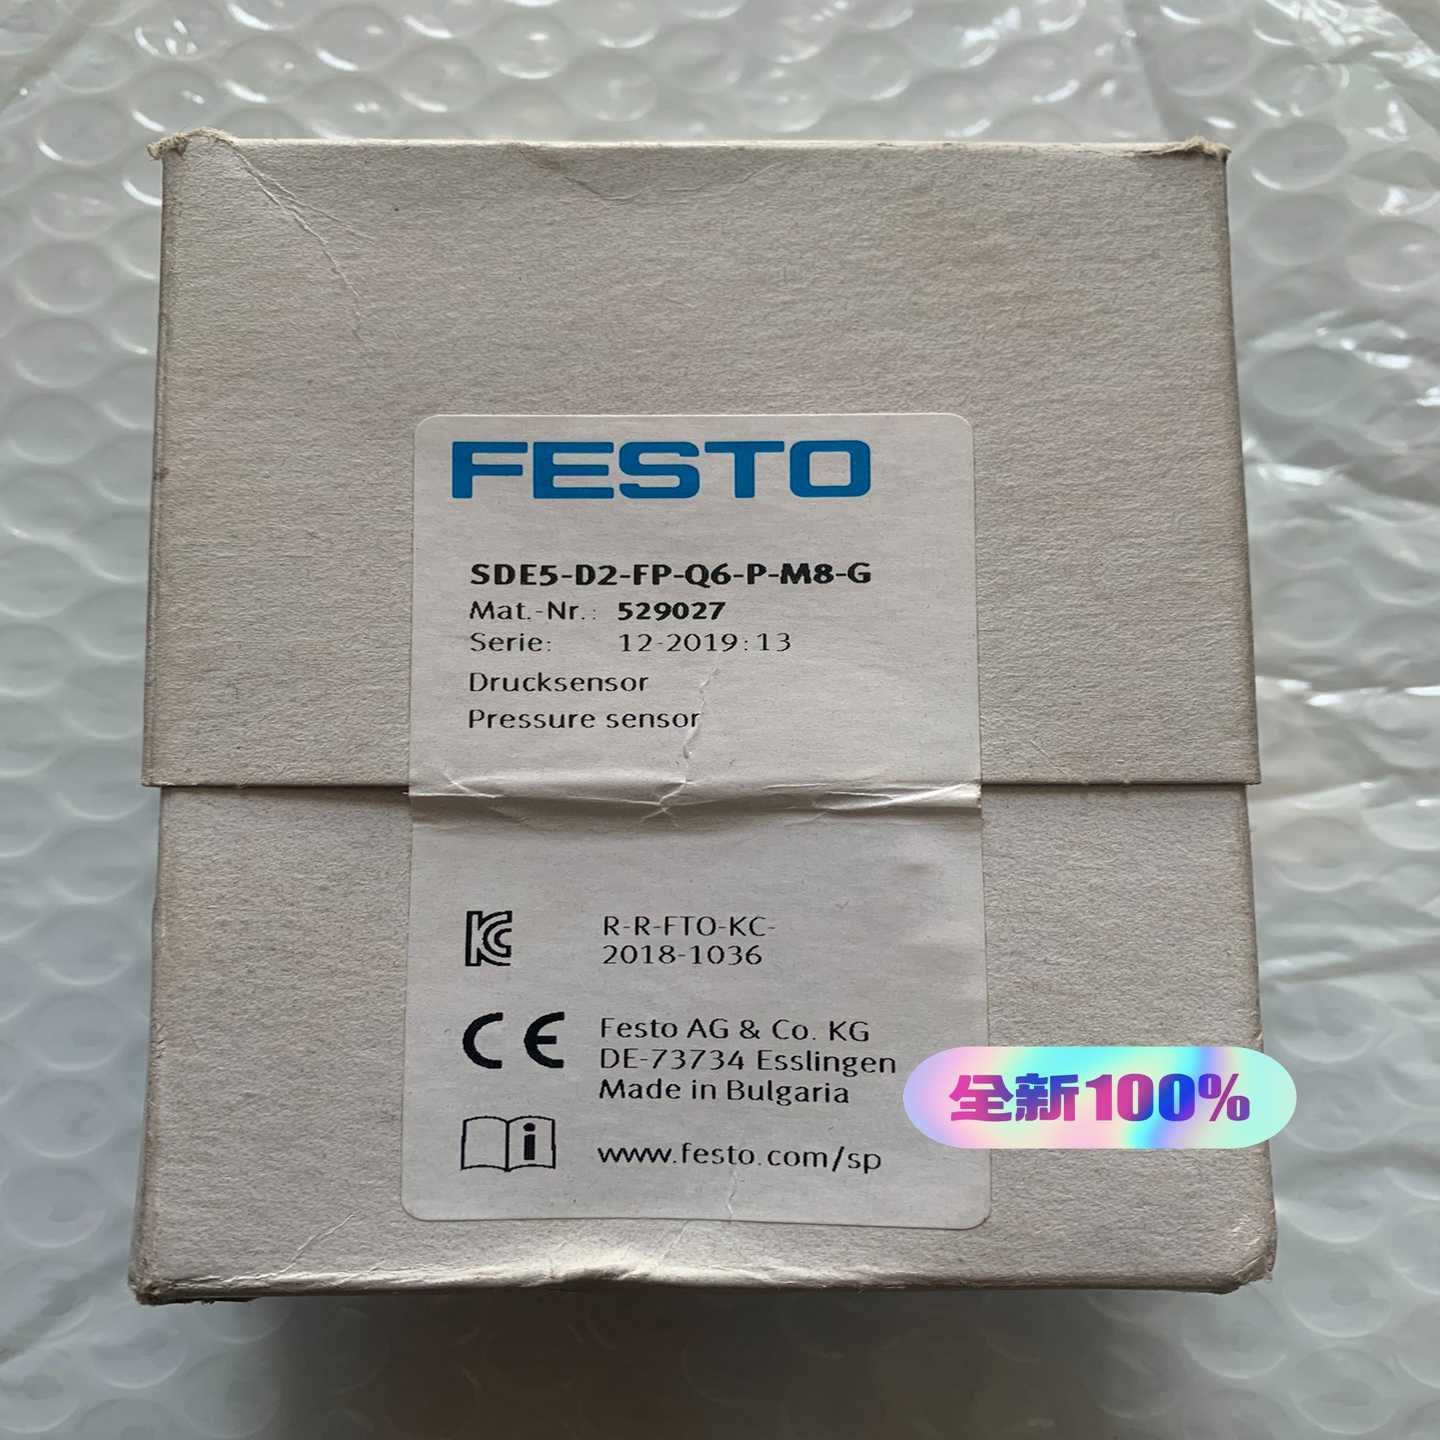 FESTO
SDE5-D2-FP-Q6-P-M8-G
Mat.-Nr.: 529027
Serie: 12-2019:13
Drucksensor
Pressure sensor
R-R-FTO-KC-
2018-1036
CE Festo AG & Co. KG
DE-73734 Esslingen
Made in Bulgaria
www.festo.com/sp
全新100%